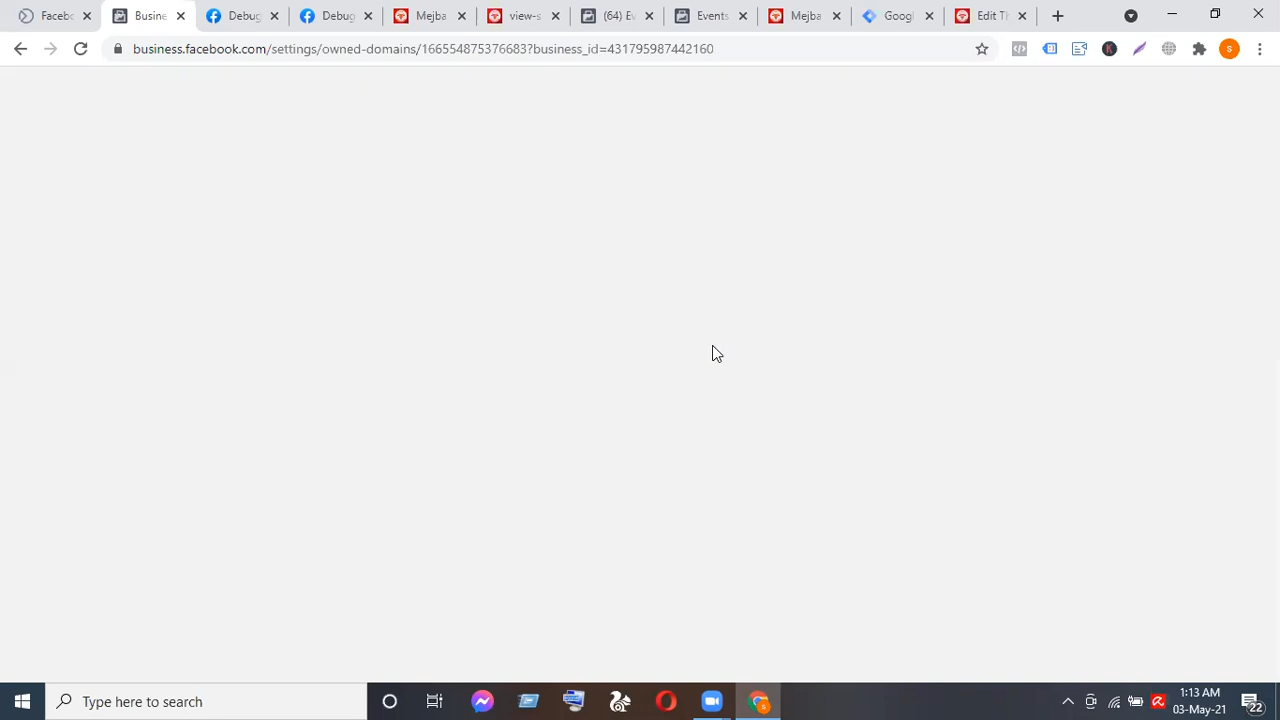 Facebo
Busine
Debug
Debug
Mejba
view-s
(64) Ev
Events
Mejk
Googl
Edit Th
business.facebook.com/settings/owned-domains/166554875376683?business_id=431795987442160
s
Type here to search
1:13 AM
03-May-21
22